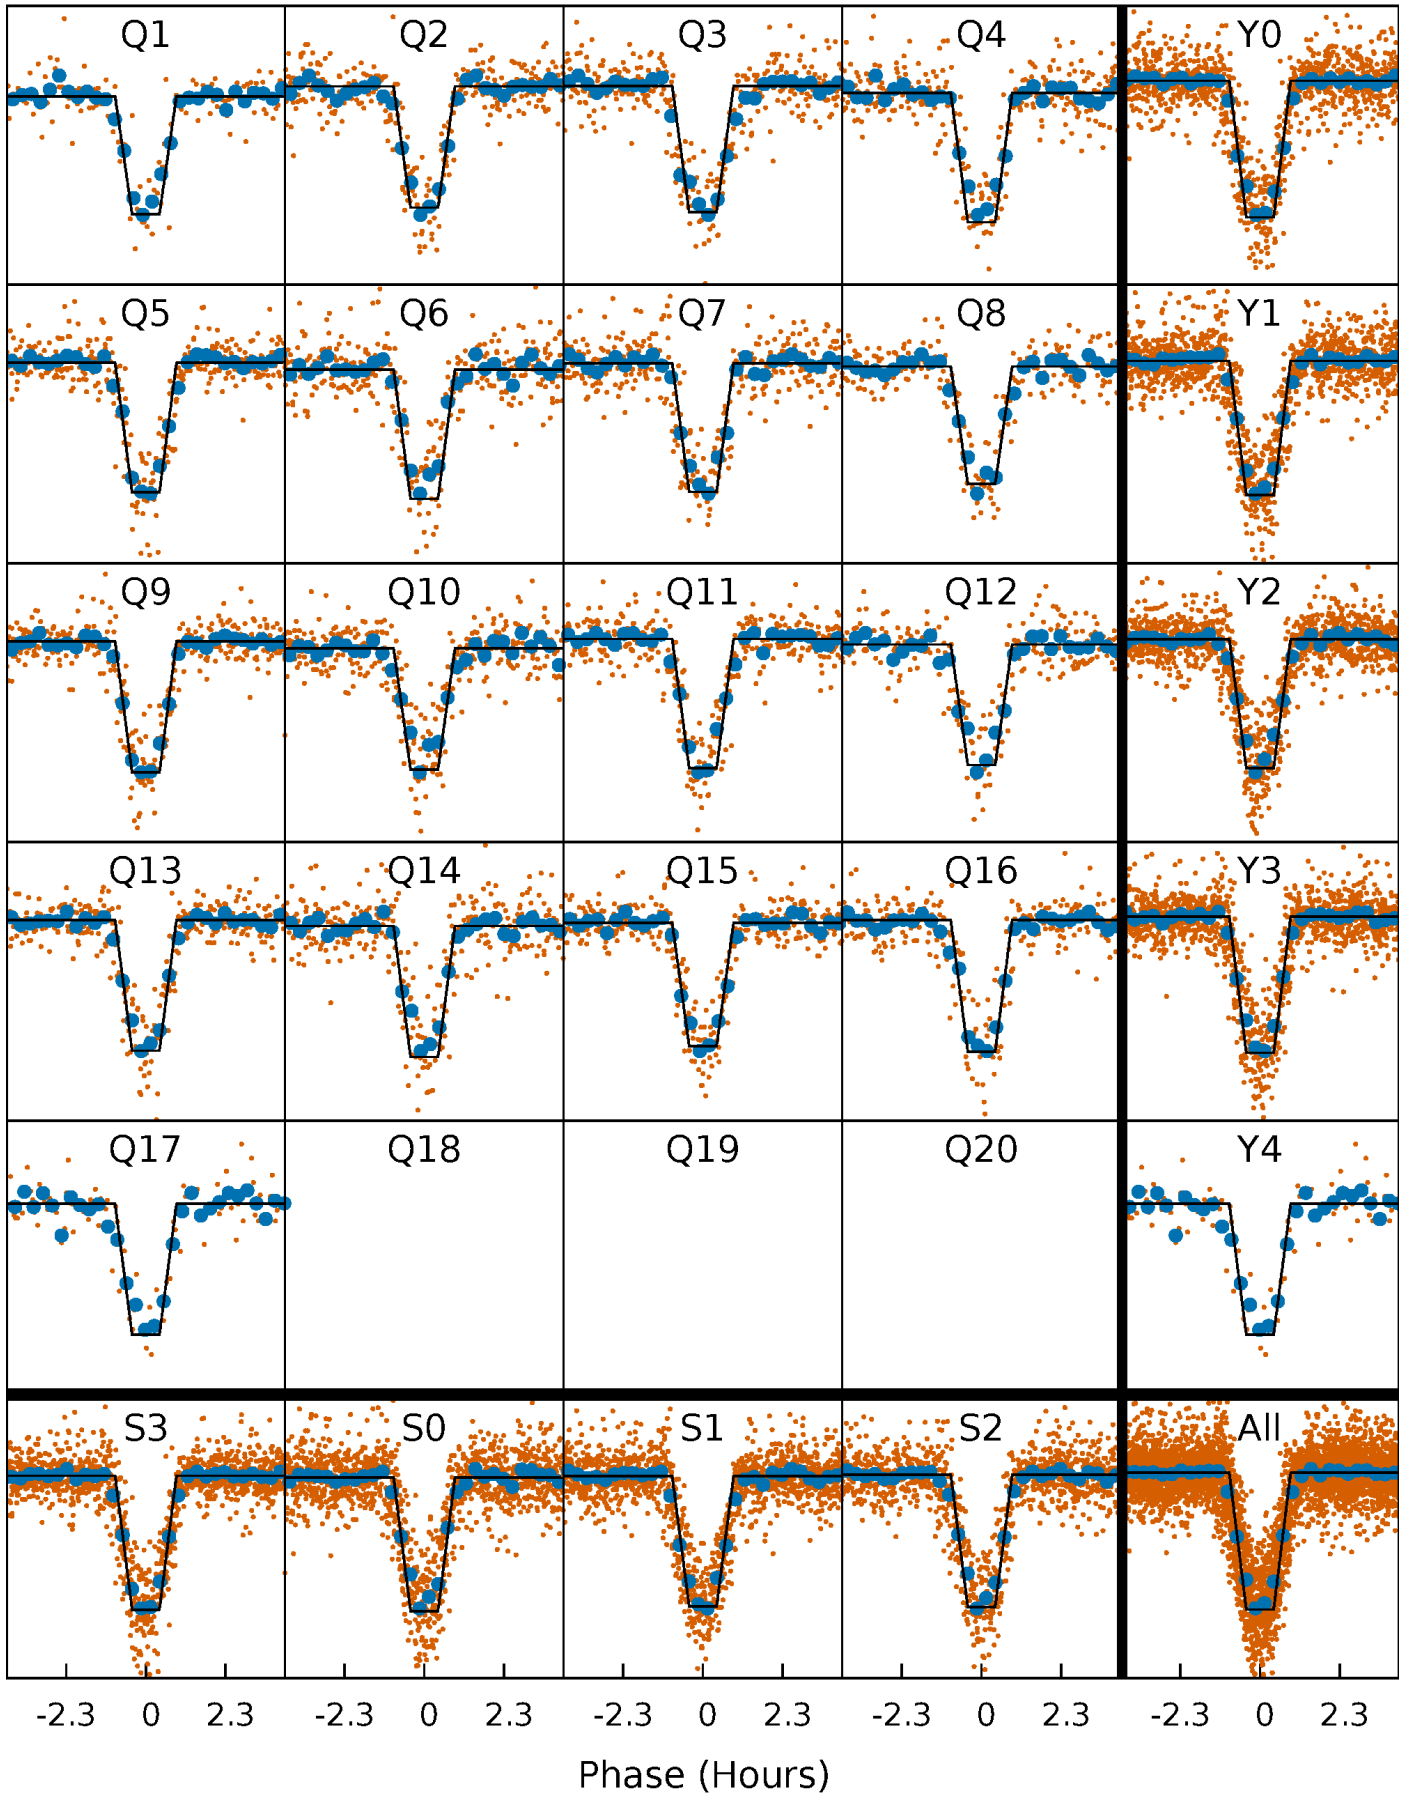 Q1 Q2 Q3 Q4 Y0
Q5 Q6 Q7 Q8 Y1
Q9 Q10 Q11 Q12 Y2
Q13 Q14 Q15 Q16 Y3
Q17 Q18 Q19 Q20 Y4
S3 S0 S1 S2 All
-2.3 0 2.3 -2.3 0 2.3 -2.3 0 2.3 -2.3 0 2.3 -2.3 0 2.3
Phase (Hours)